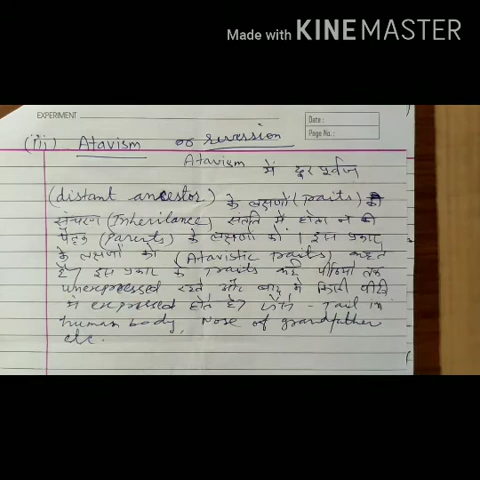 Made with KINEMASTER
EXPERIMENT
Date :
Page No. :
(iii) Atavism or reversion
Atavism में दूर पूर्वज
(distant ancestor) के लक्षणों (traits) का
संचरण (Inheritance) संतति में होता न की
पैतृक (Parents) के लक्षणों को । इस प्रकार
के लक्षणों को (Atavistic traits) कहते
है। इस प्रकार के traits कई पीढियों तक
unexpressed रहते और बाद में किसी पीढी
मे expressed होते है। जैसे - Tail in
human body, Nose of grandfather
etc.